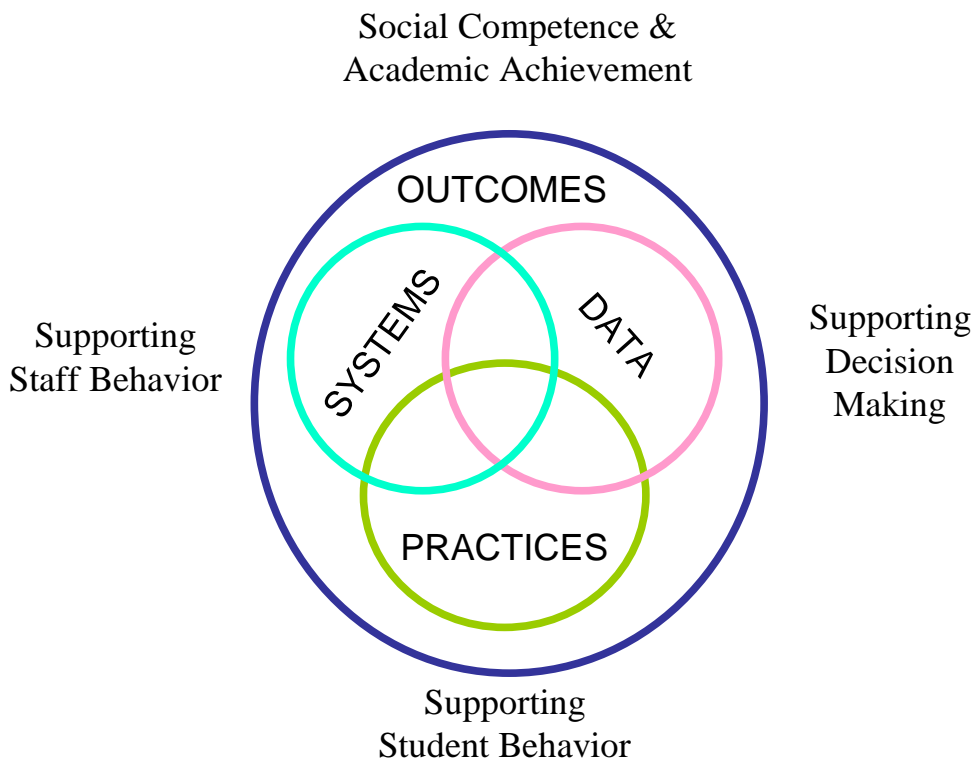 Social Competence &
Academic Achievement
OUTCOMES
SYSTEMS
DATA
Supporting
Staff Behavior
Supporting
Decision
Making
PRACTICES
Supporting
Student Behavior